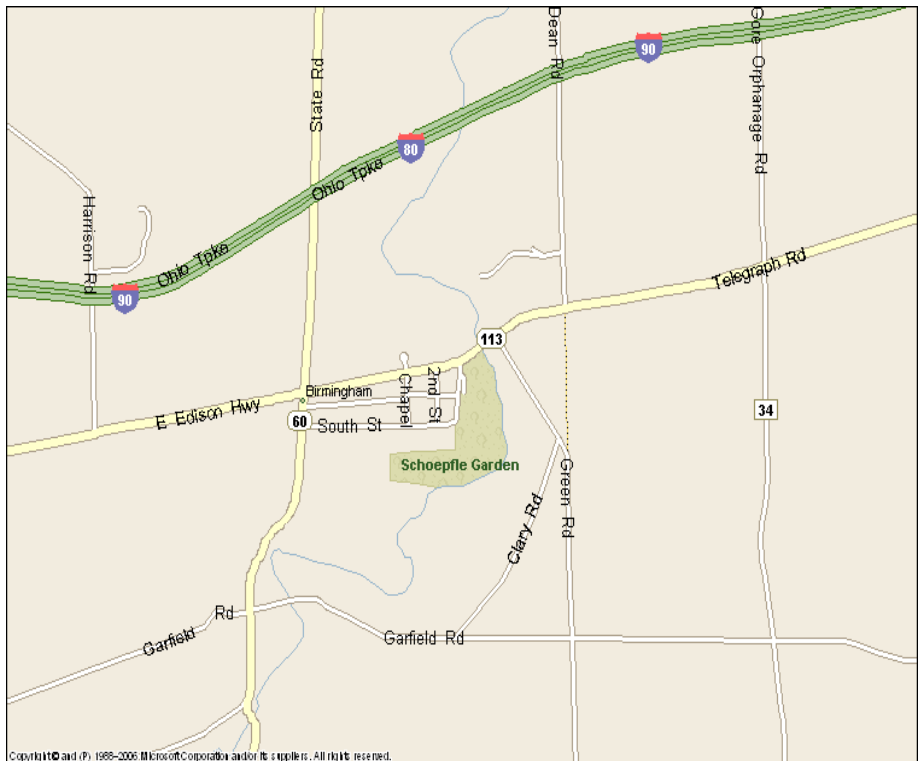 Dean Rd
Gore Orphanage Rd
State Rd
90
80
Ohio Tpke
Harrison Rd
Ohio Tpke
90
Telegraph Rd
113
Birmingham
Chapel
2nd St
E Edison Hwy
60
South St
34
Schoepfle Garden
Green Rd
Clary Rd
Garfield Rd
Garfield Rd
Copyright © and (P) 1988–2006 Microsoft Corporation and/or its suppliers. All rights reserved.